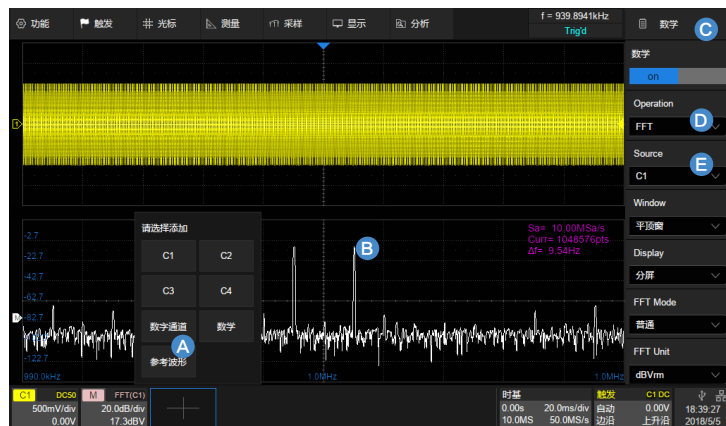 功能
触发
光标
测量
采样
显示
分析
f = 939.8941kHz
Trig'd
数学
C
数学
on
Operation
FFT
D
Source
C1
E
Window
平顶窗
Display
分屏
FFT Mode
普通
FFT Unit
dBVrm
1
Sa= 10.00MSa/s
Curr= 1048576pts
Δf= 9.54Hz
-2.7
-22.7
-42.7
-62.7
-82.7
-122.7
M
990.0kHz
1.0MHz
1.0MHz
请选择添加
C1
C2
C3
C4
数字通道
数学
参考波形
A
B
C1 DC50
500mV/div
0.00V
M FFT(C1)
20.0dB/div
17.3dBV
时基
0.00s 20.0ms/div
10.0MS 50.0MS/s
触发 C1 DC
自动 0.00V
边沿 上升沿
18:39:27
2018/5/5